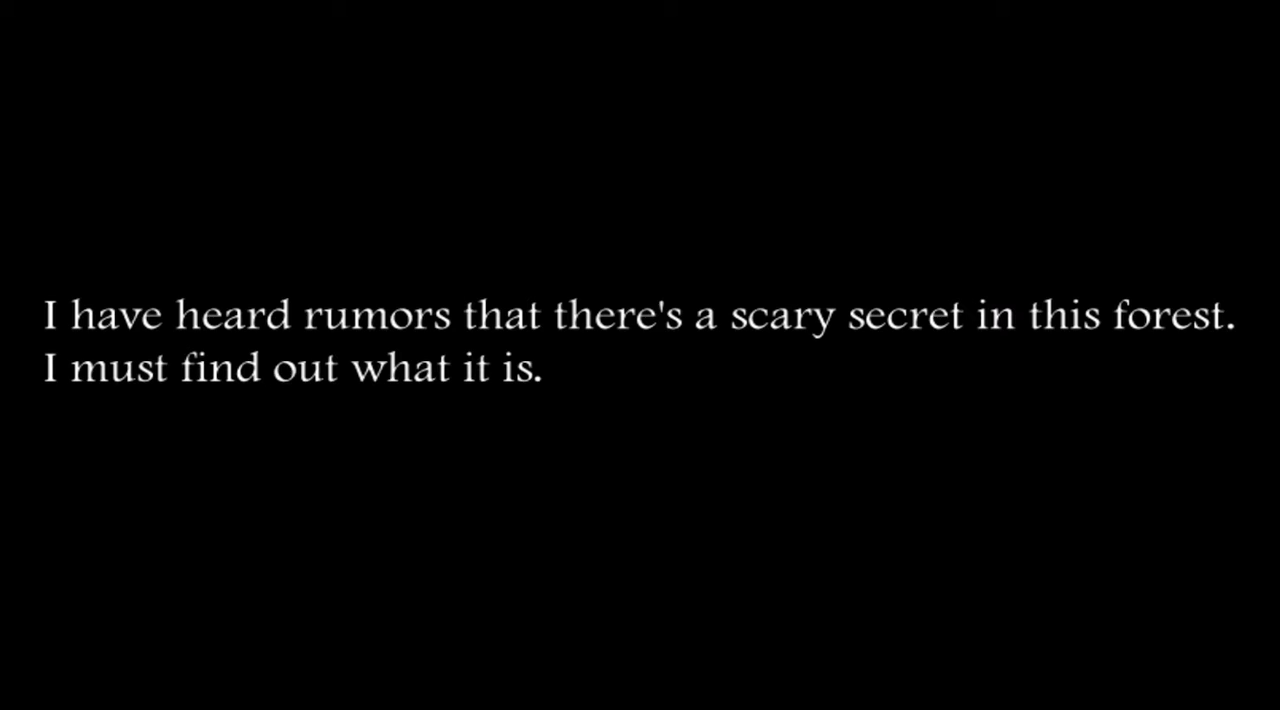 I have heard rumors that there's a scary secret in this forest.
I must find out what it is.